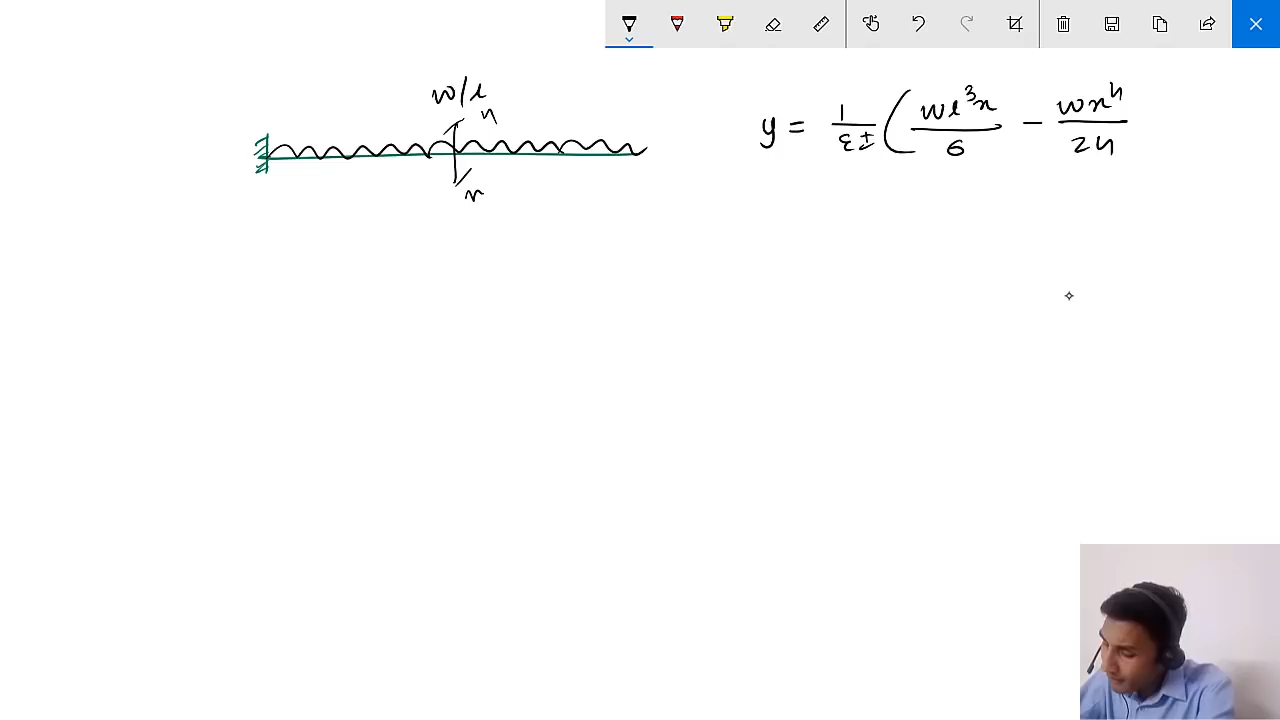 w/l
x
x
y = 1/EI ( wl³x/6 − wx⁴/24